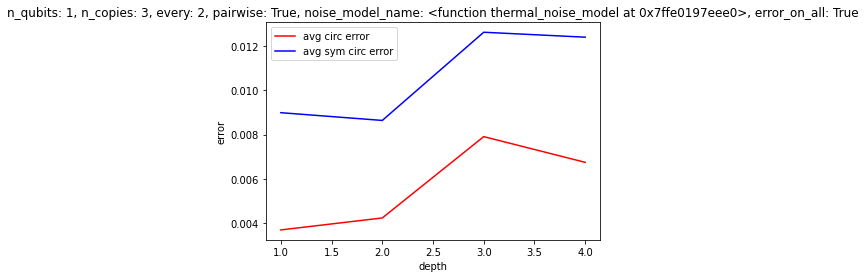 n_qubits: 1, n_copies: 3, every: 2, pairwise: True, noise_model_name: <function thermal_noise_model at 0x7ffe0197eee0>, error_on_all: True
avg circ error
avg sym circ error
0.012
0.010
0.008
0.006
0.004
error
1.0 1.5 2.0 2.5 3.0 3.5 4.0
depth